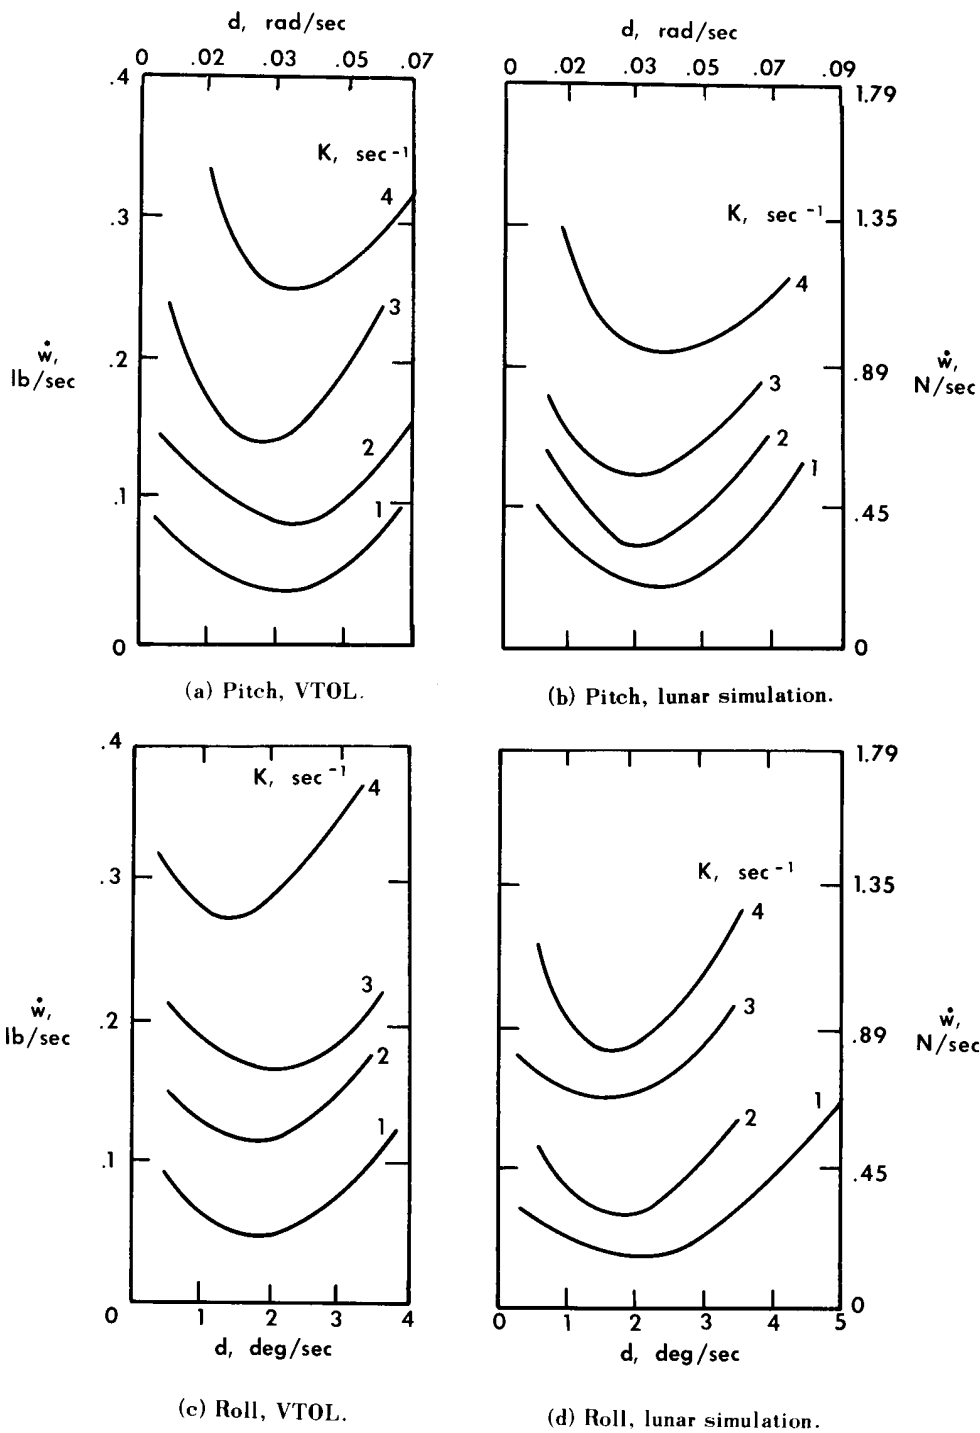 d, rad/sec
0 .02 .03 .05 .07
.4
.3
.2
.1
0
ẇ,
lb/sec
K, sec⁻¹
4
3
2
1
(a) Pitch, VTOL.
d, rad/sec
0 .02 .03 .05 .07 .09
1.79
1.35
.89
.45
0
ẇ,
N/sec
K, sec⁻¹
4
3
2
1
(b) Pitch, lunar simulation.
.4
.3
.2
.1
0
ẇ,
lb/sec
K, sec⁻¹
4
3
2
1
1 2 3 4
d, deg/sec
(c) Roll, VTOL.
1.79
1.35
.89
.45
0
ẇ,
N/sec
K, sec⁻¹
4
3
2
1
0 1 2 3 4 5
d, deg/sec
(d) Roll, lunar simulation.